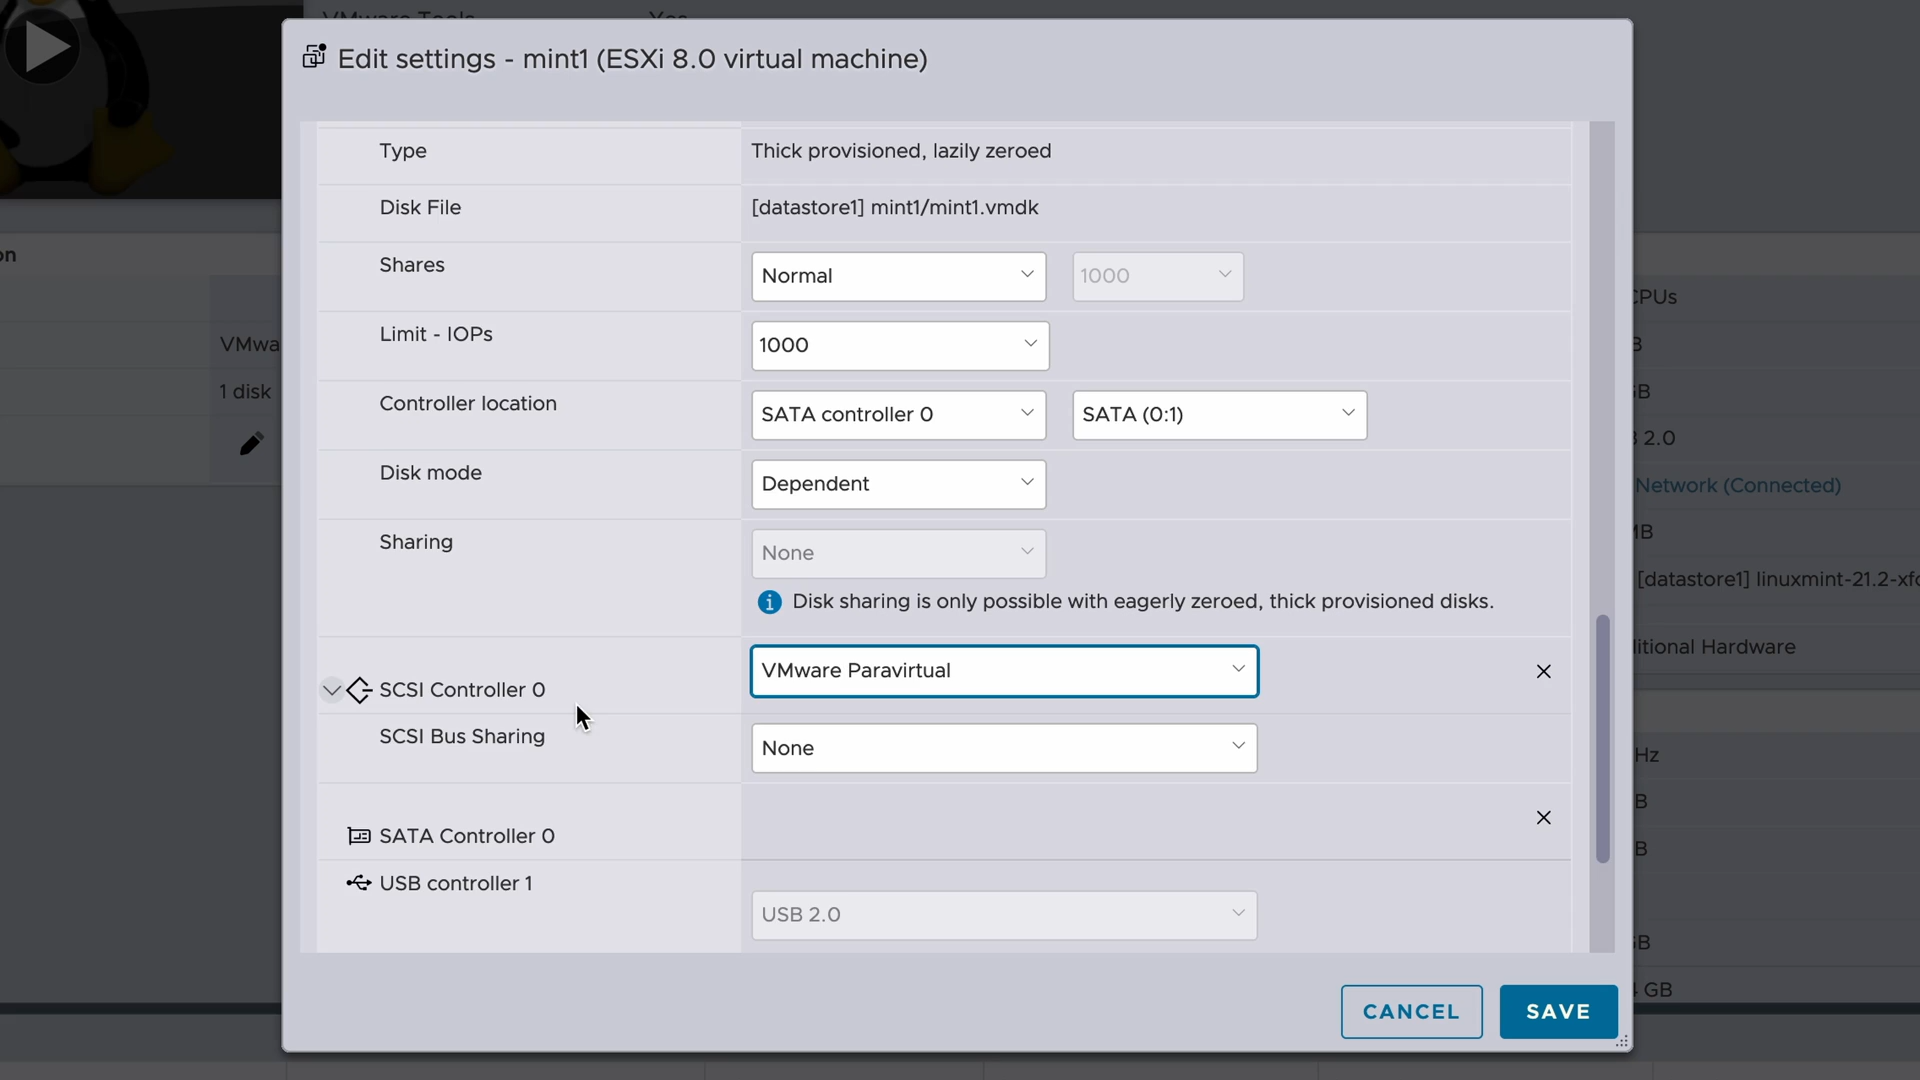 VMware Tools Yes
Edit settings - mint1 (ESXi 8.0 virtual machine)
Type Thick provisioned, lazily zeroed
Disk File [datastore1] mint1/mint1.vmdk
Shares Normal 1000
Limit - IOPs 1000
Controller location SATA controller 0 SATA (0:1)
Disk mode Dependent
Sharing None
Disk sharing is only possible with eagerly zeroed, thick provisioned disks.
SCSI Controller 0 VMware Paravirtual
SCSI Bus Sharing None
SATA Controller 0
USB controller 1
USB 2.0
CANCEL SAVE
on
VMwa
1 disk
CPUs
B
GB
B 2.0
Network (Connected)
MB
[datastore1] linuxmint-21.2-xfc
ditional Hardware
Hz
B
B
GB
GB